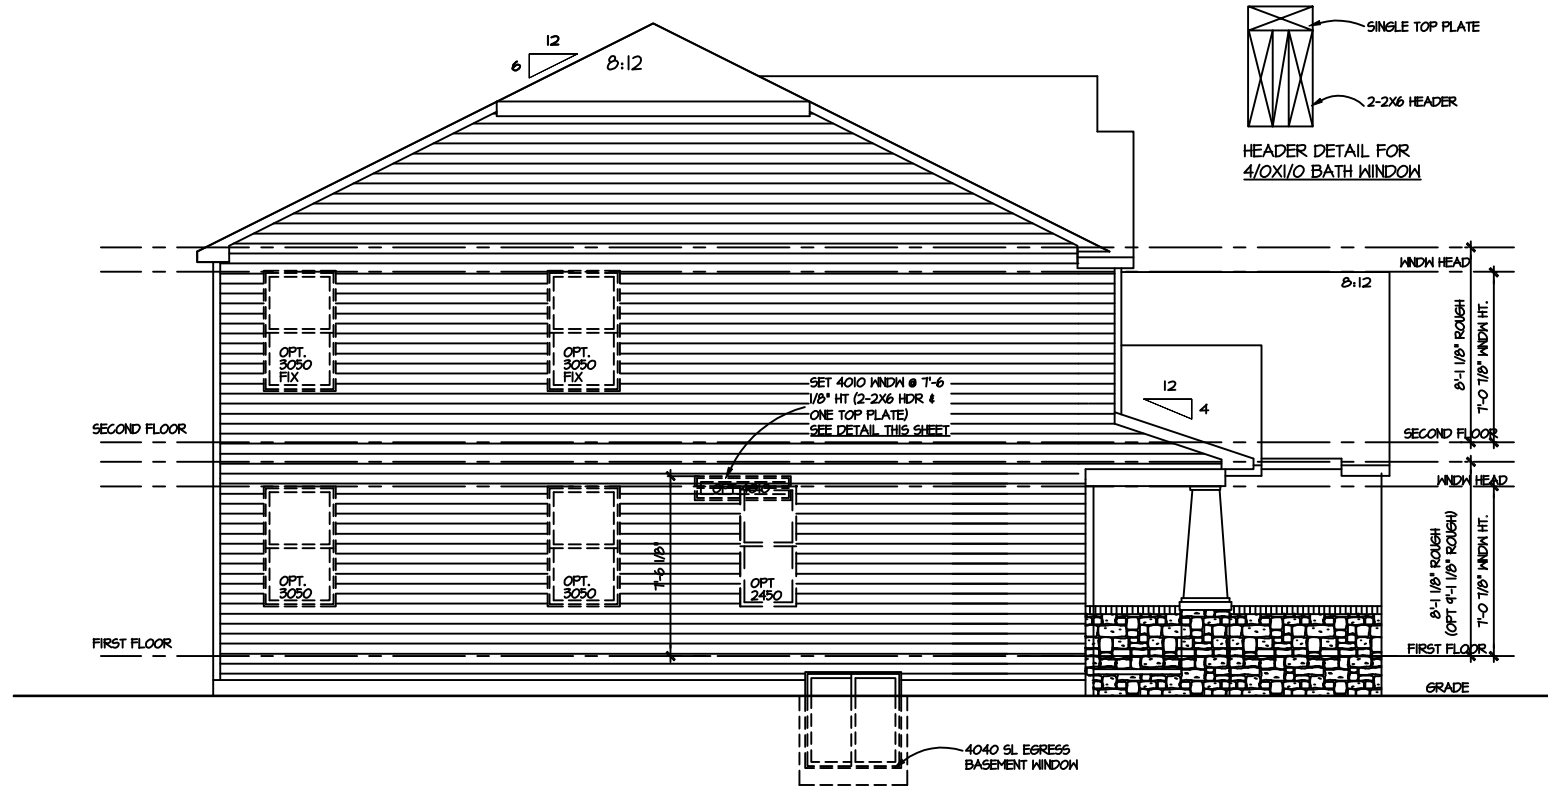 12
6
8:12
SINGLE TOP PLATE
2-2X6 HEADER
HEADER DETAIL FOR
4/0X1/0 BATH WINDOW
WNDW HEAD
8:12
8'-1 1/8" ROUGH
7'-0 7/8" WNDW HT.
OPT.
3050
FIX
OPT.
3050
FIX
SET 4010 WNDW @ 7'-6
1/8" HT (2-2X6 HDR &
ONE TOP PLATE)
SEE DETAIL THIS SHEET
12
4
SECOND FLOOR
SECOND FLOOR
WNDW HEAD
OPT 4010
7'-6 1/8"
OPT.
3050
OPT.
3050
OPT
2450
8'-1 1/8" ROUGH
(OPT 9'-1 1/8" ROUGH)
7'-0 7/8" WNDW HT.
FIRST FLOOR
FIRST FLOOR
GRADE
4040 SL EGRESS
BASEMENT WINDOW